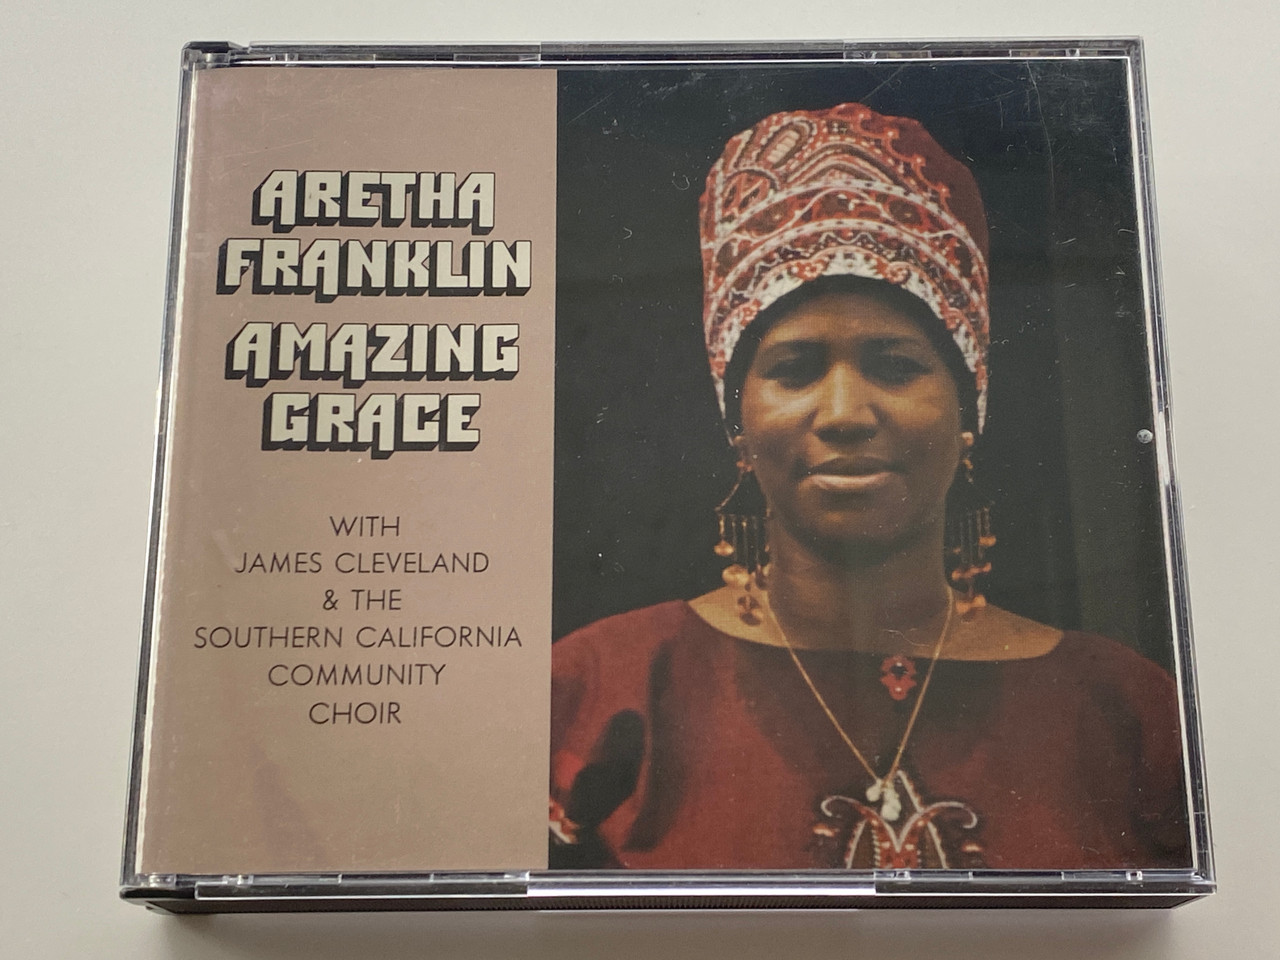 ARETHA
FRANKLIN
AMAZING
GRACE
WITH
JAMES CLEVELAND
& THE
SOUTHERN CALIFORNIA
COMMUNITY
CHOIR